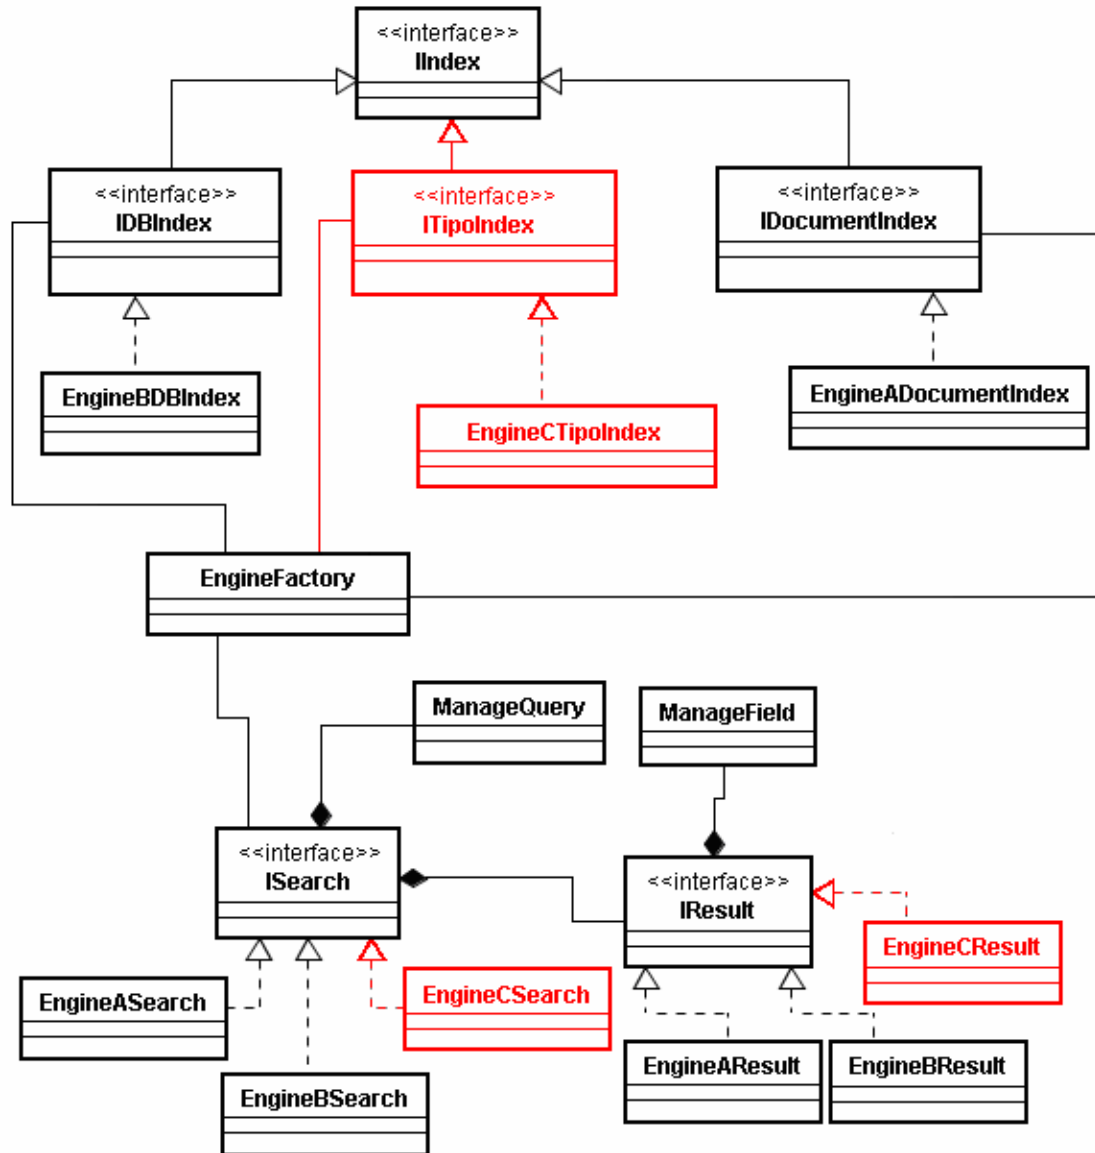 <<interface>>
IIndex
<<interface>>
IDBIndex
<<interface>>
ITipoIndex
<<interface>>
IDocumentIndex
EngineBDBIndex
EngineCTipoIndex
EngineADocumentIndex
EngineFactory
ManageQuery
ManageField
<<interface>>
ISearch
<<interface>>
IResult
EngineCResult
EngineASearch
EngineCSearch
EngineBSearch
EngineAResult
EngineBResult